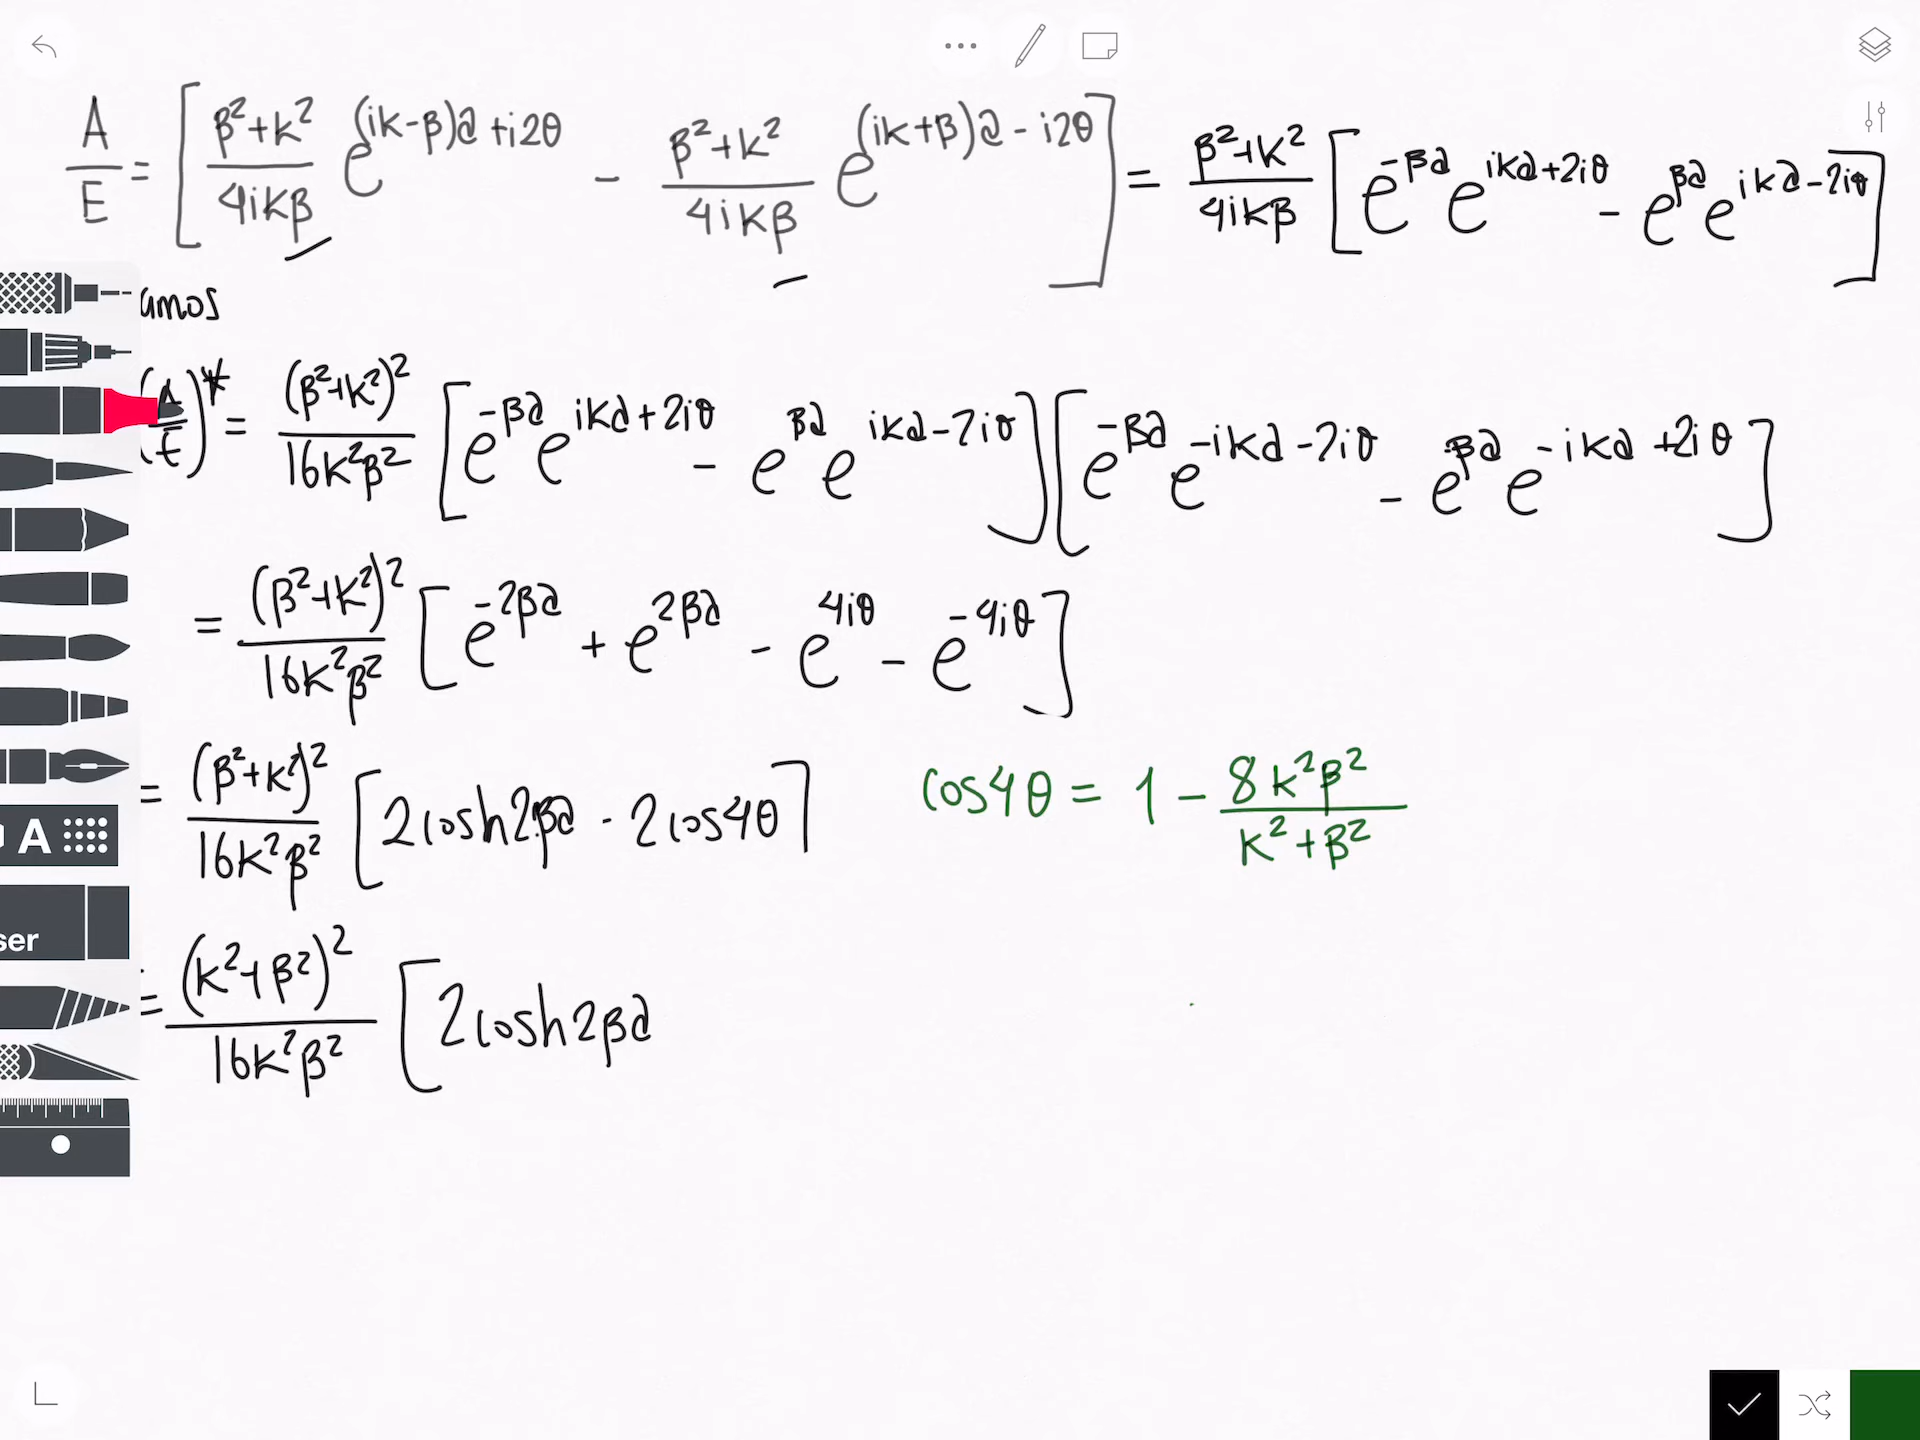 A/E = [ (β²+k²)/(4ikβ) e^((ik-β)a+i2θ) - (β²+k²)/(4ikβ) e^((ik+β)a-i2θ) ] = (β²+k²)/(4ikβ) [ e^(-βa) e^(ika+2iθ) - e^(βa) e^(ika-2iθ) ]
amos
(A/E)* = (β²+k²)²/(16k²β²) [ e^(-βa) e^(ika+2iθ) - e^(βa) e^(ika-2iθ) ][ e^(-βa) e^(-ika-2iθ) - e^(βa) e^(-ika+2iθ) ]
= (β²+k²)²/(16k²β²) [ e^(-2βa) + e^(2βa) - e^(4iθ) - e^(-4iθ) ]
= (β²+k²)²/(16k²β²) [ 2cosh2βa - 2cos4θ ]
cos4θ = 1 - 8k²β²/(k²+β²)
A
ser
= (k²+β²)²/(16k²β²) [ 2cosh2βa